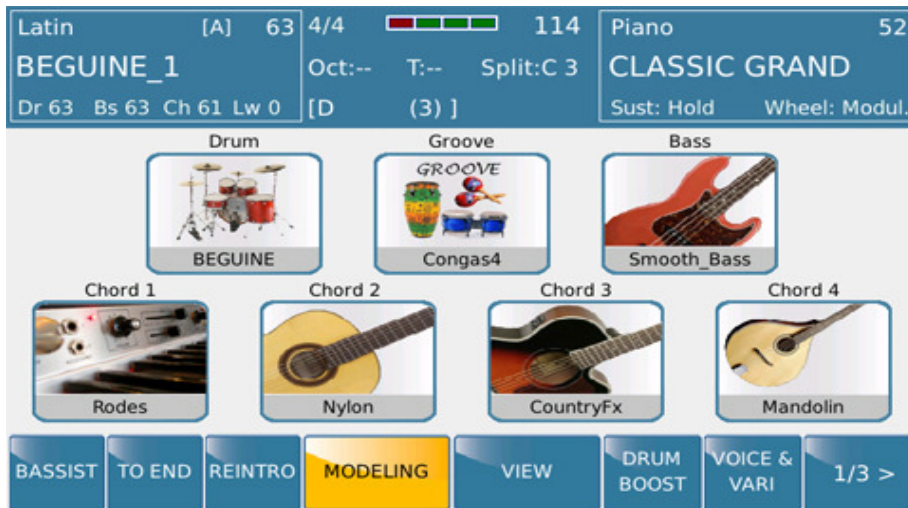 Latin [A] 63
BEGUINE_1
Dr 63 Bs 63 Ch 61 Lw 0
4/4 114
Oct:-- T:-- Split:C 3
[D (3) ]
Piano 52
CLASSIC GRAND
Sust: Hold Wheel: Modul.
Drum Groove Bass
GROOVE
BEGUINE Congas4 Smooth_Bass
Chord 1 Chord 2 Chord 3 Chord 4
Rodes Nylon CountryFx Mandolin
BASSIST TO END REINTRO MODELING VIEW DRUM BOOST VOICE & VARI 1/3 >